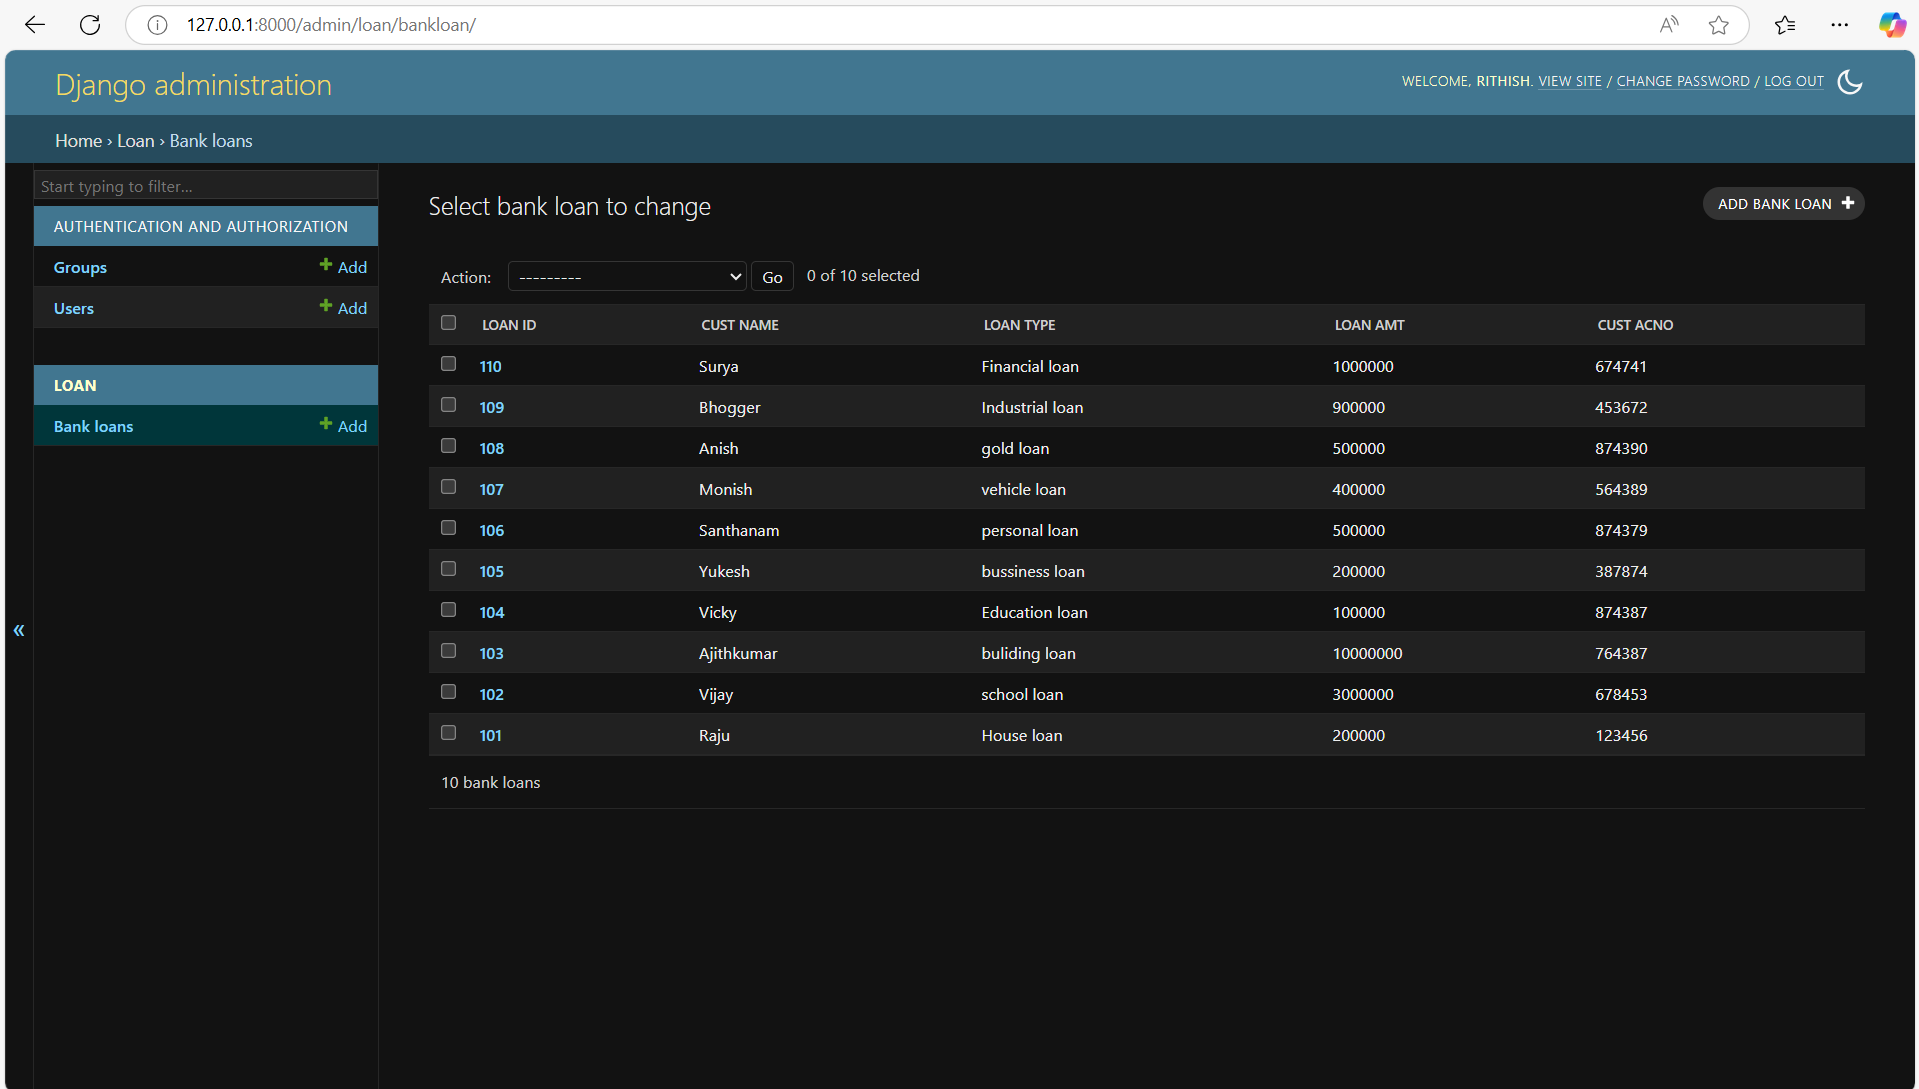 127.0.0.1:8000/admin/loan/bankloan/
Django administration
WELCOME, RITHISH. VIEW SITE / CHANGE PASSWORD / LOG OUT
Home › Loan › Bank loans
Start typing to filter...
AUTHENTICATION AND AUTHORIZATION
Groups + Add
Users + Add
LOAN
Bank loans + Add
«
Select bank loan to change
ADD BANK LOAN +
Action: --------- Go 0 of 10 selected
LOAN ID CUST NAME LOAN TYPE LOAN AMT CUST ACNO
110 Surya Financial loan 1000000 674741
109 Bhogger Industrial loan 900000 453672
108 Anish gold loan 500000 874390
107 Monish vehicle loan 400000 564389
106 Santhanam personal loan 500000 874379
105 Yukesh bussiness loan 200000 387874
104 Vicky Education loan 100000 874387
103 Ajithkumar buliding loan 10000000 764387
102 Vijay school loan 3000000 678453
101 Raju House loan 200000 123456
10 bank loans